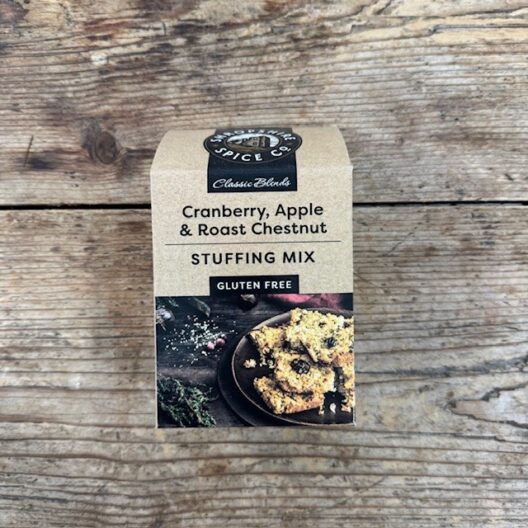 SHROPSHIRE
SPICE Co.
Classic Blends
Cranberry, Apple
& Roast Chestnut
STUFFING MIX
GLUTEN FREE